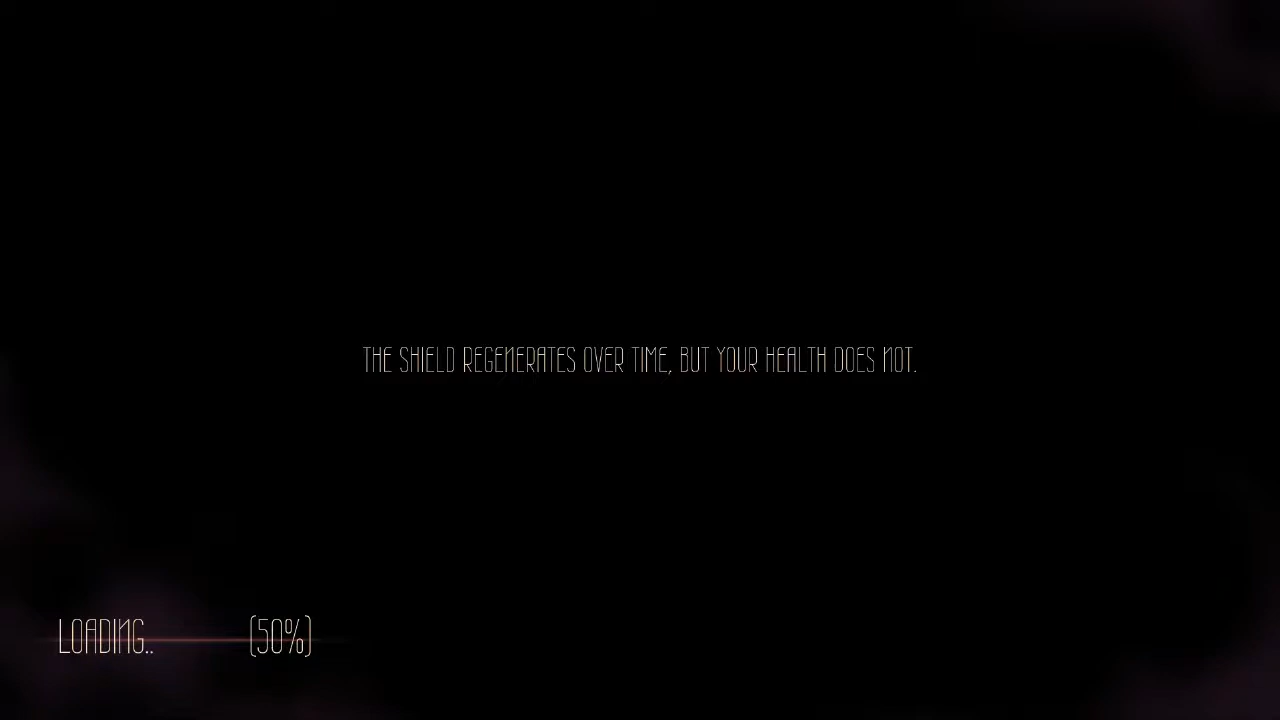 THE SHIELD REGENERATES OVER TIME, BUT YOUR HEALTH DOES NOT.
LOADING.. (50%)